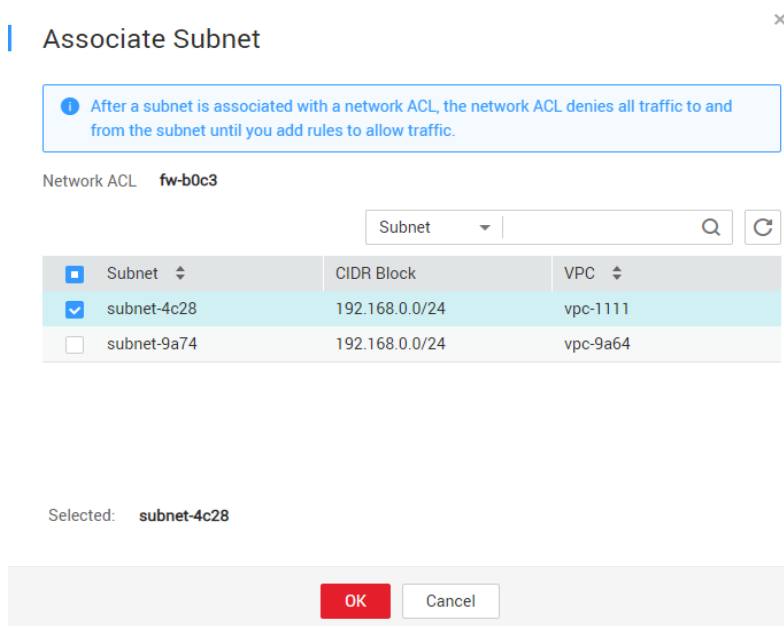 Associate Subnet
After a subnet is associated with a network ACL, the network ACL denies all traffic to and
from the subnet until you add rules to allow traffic.
Network ACL fw-b0c3
Subnet
Subnet CIDR Block VPC
subnet-4c28 192.168.0.0/24 vpc-1111
subnet-9a74 192.168.0.0/24 vpc-9a64
Selected: subnet-4c28
OK Cancel